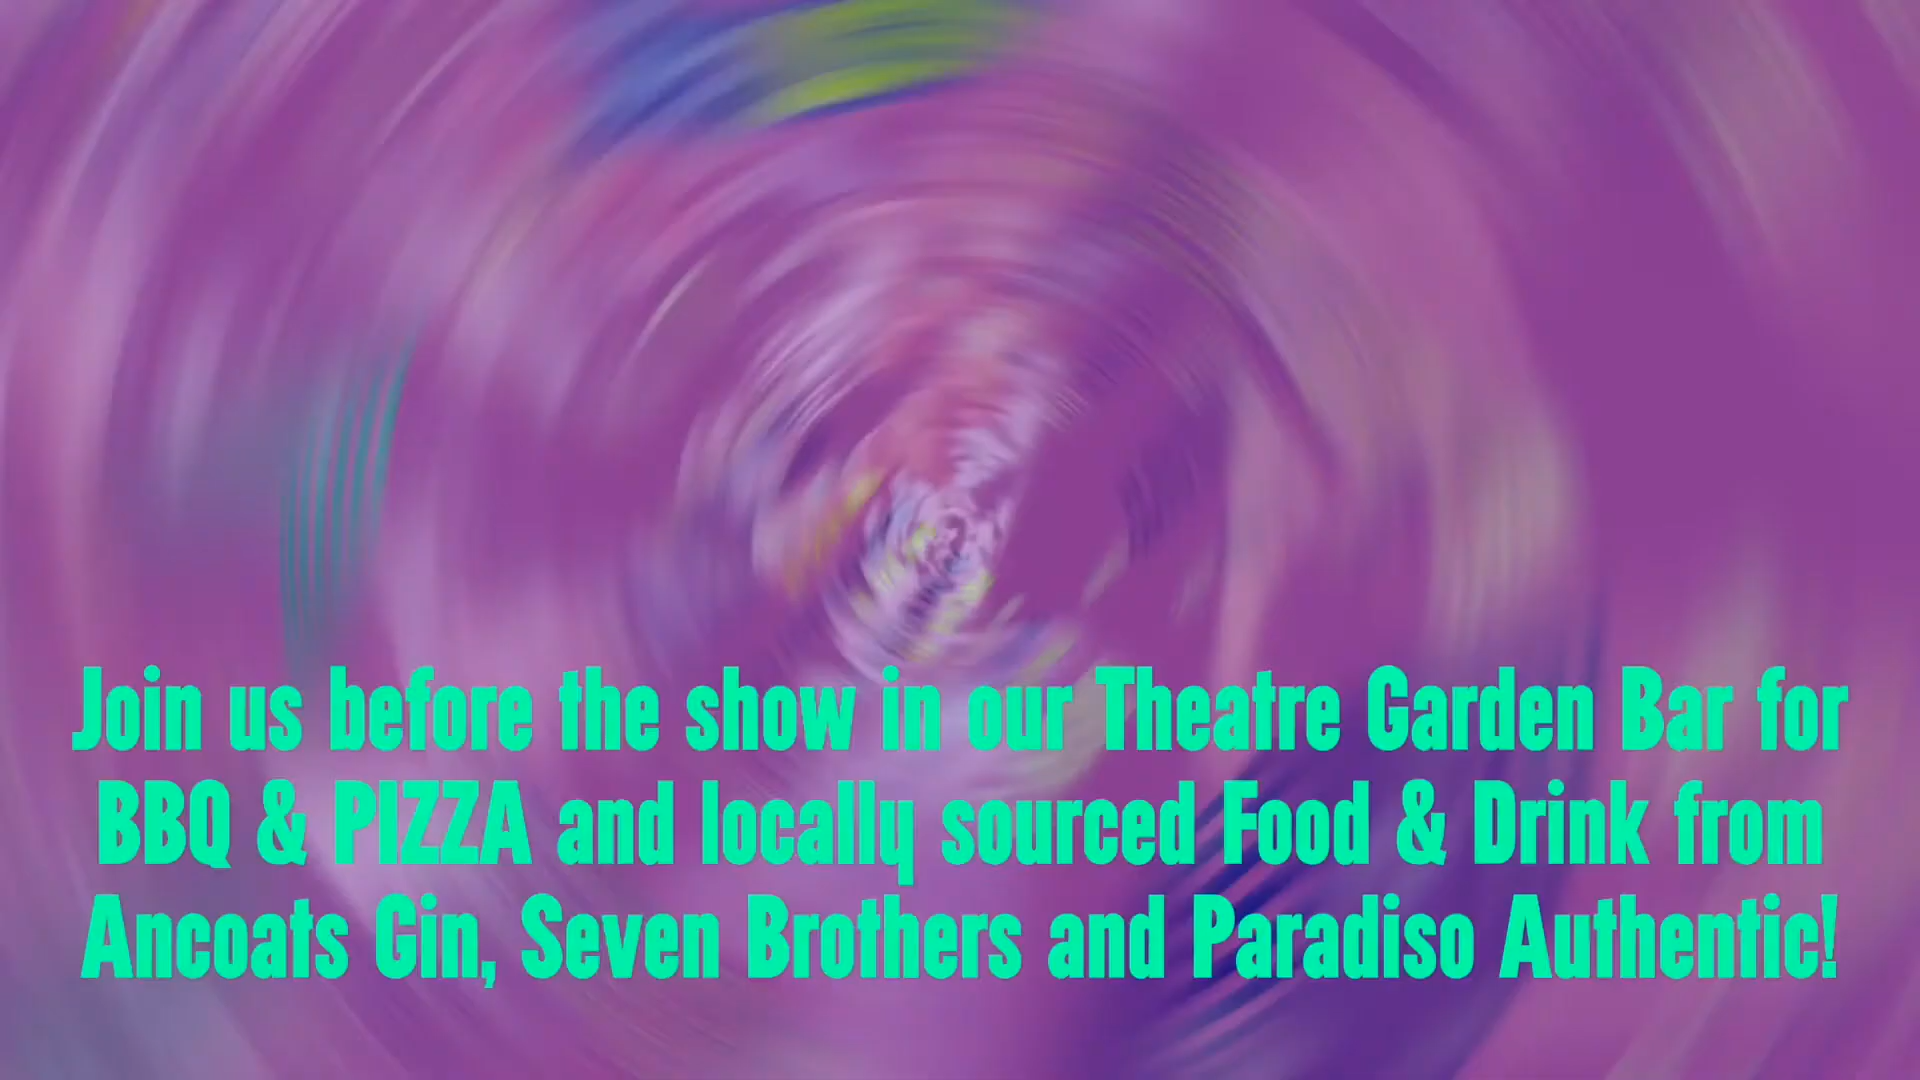 Join us before the show in our Theatre Garden Bar for
BBQ & PIZZA and locally sourced Food & Drink from
Ancoats Gin, Seven Brothers and Paradiso Authentic!